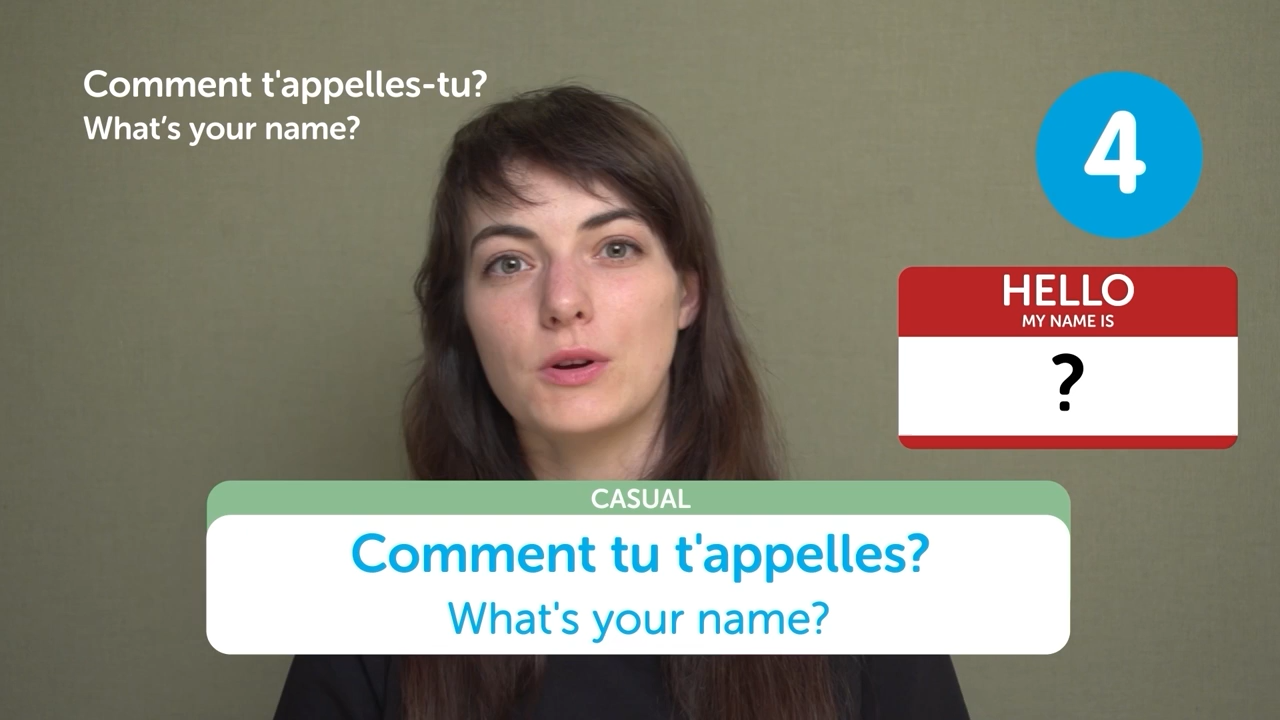 Comment t'appelles-tu?
What’s your name?
4
HELLO
MY NAME IS
?
CASUAL
Comment tu t'appelles?
What's your name?